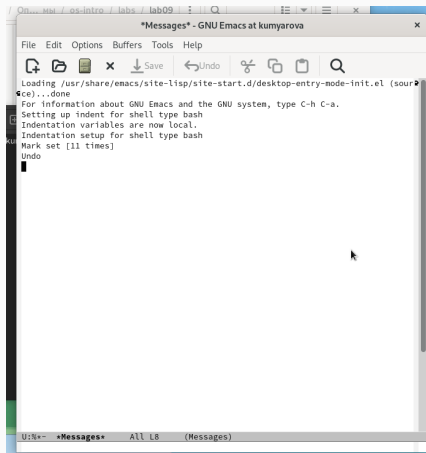 / Оп... мы / os-intro / labs / lab09
*Messages* - GNU Emacs at kumyarova
File Edit Options Buffers Tools Help
Save Undo
Loading /usr/share/emacs/site-lisp/site-start.d/desktop-entry-mode-init.el (sour
ce)...done
For information about GNU Emacs and the GNU system, type C-h C-a.
Setting up indent for shell type bash
Indentation variables are now local.
Indentation setup for shell type bash
Mark set [11 times]
Undo
U:%*- *Messages* All L8 (Messages)